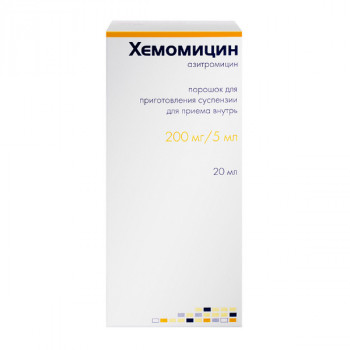 Хемомицин
азитромицин
порошок для
приготовления суспензии
для приема внутрь
200 мг/5 мл
20 мл